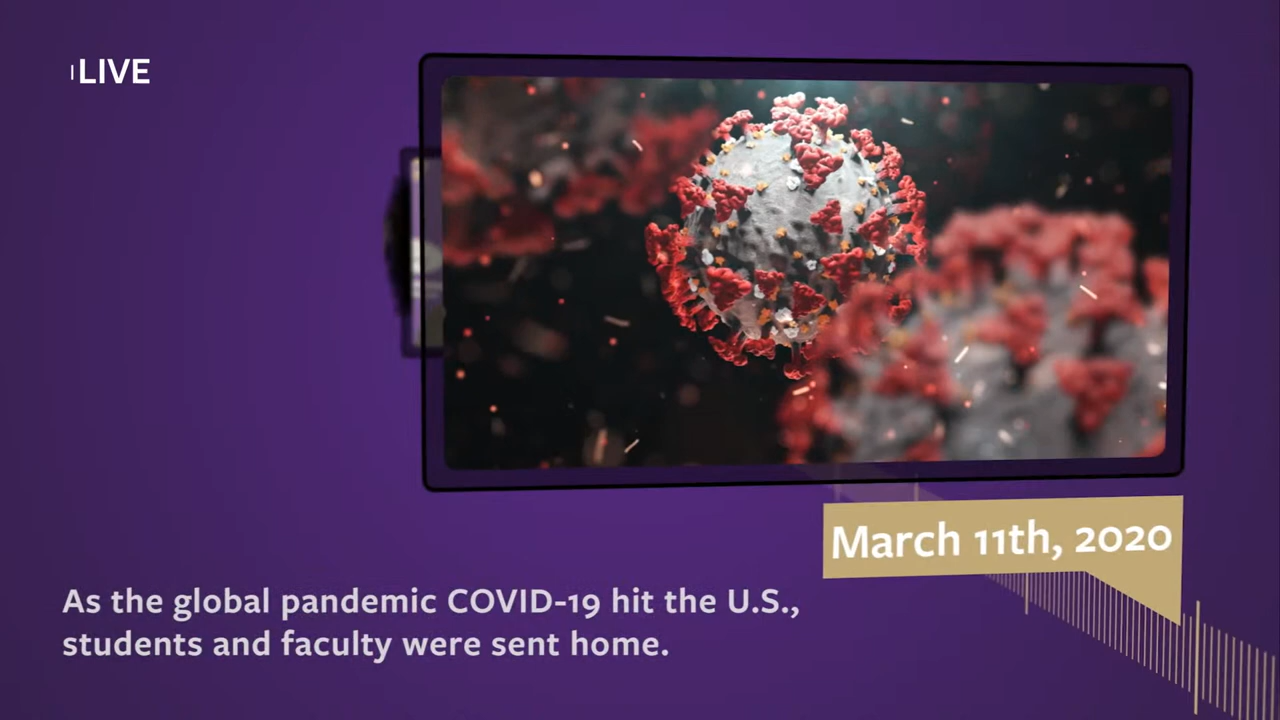 LIVE
March 11th, 2020
As the global pandemic COVID-19 hit the U.S.,
students and faculty were sent home.